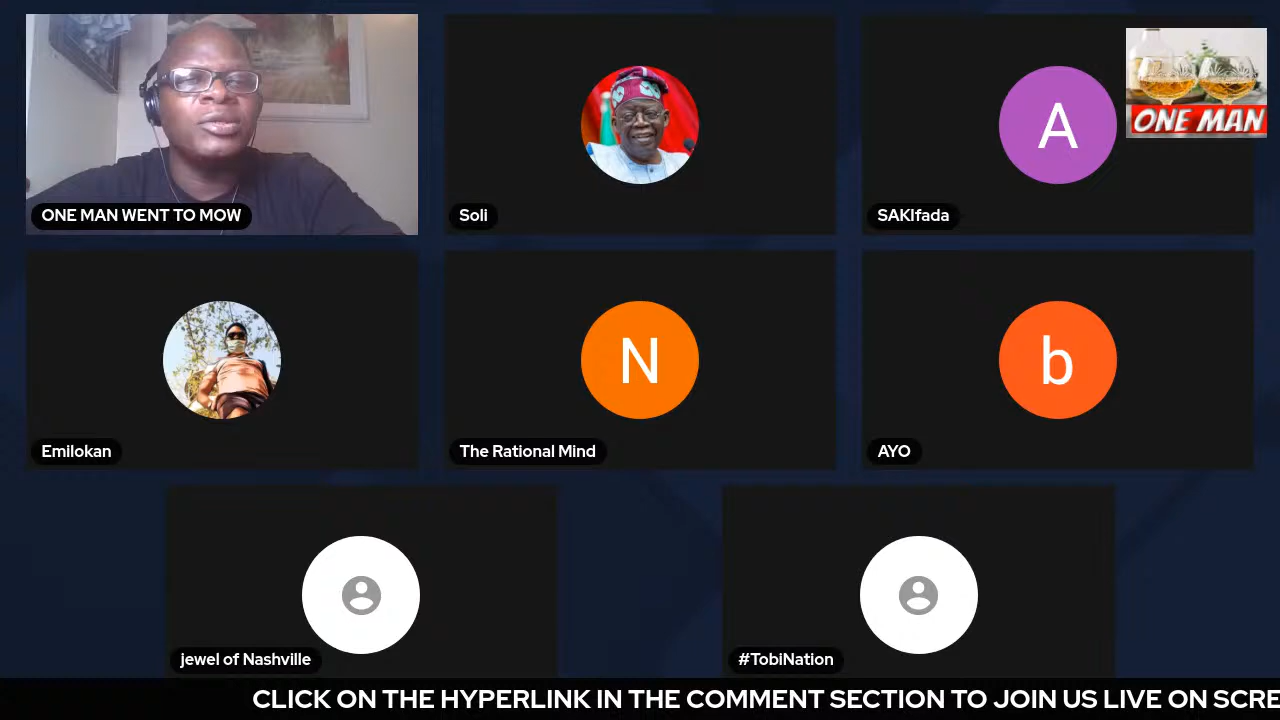 ONE MAN WENT TO MOW
Soli
A
SAKIfada
ONE MAN
Emilokan
N
The Rational Mind
b
AYO
jewel of Nashville
#TobiNation
CLICK ON THE HYPERLINK IN THE COMMENT SECTION TO JOIN US LIVE ON SCRE